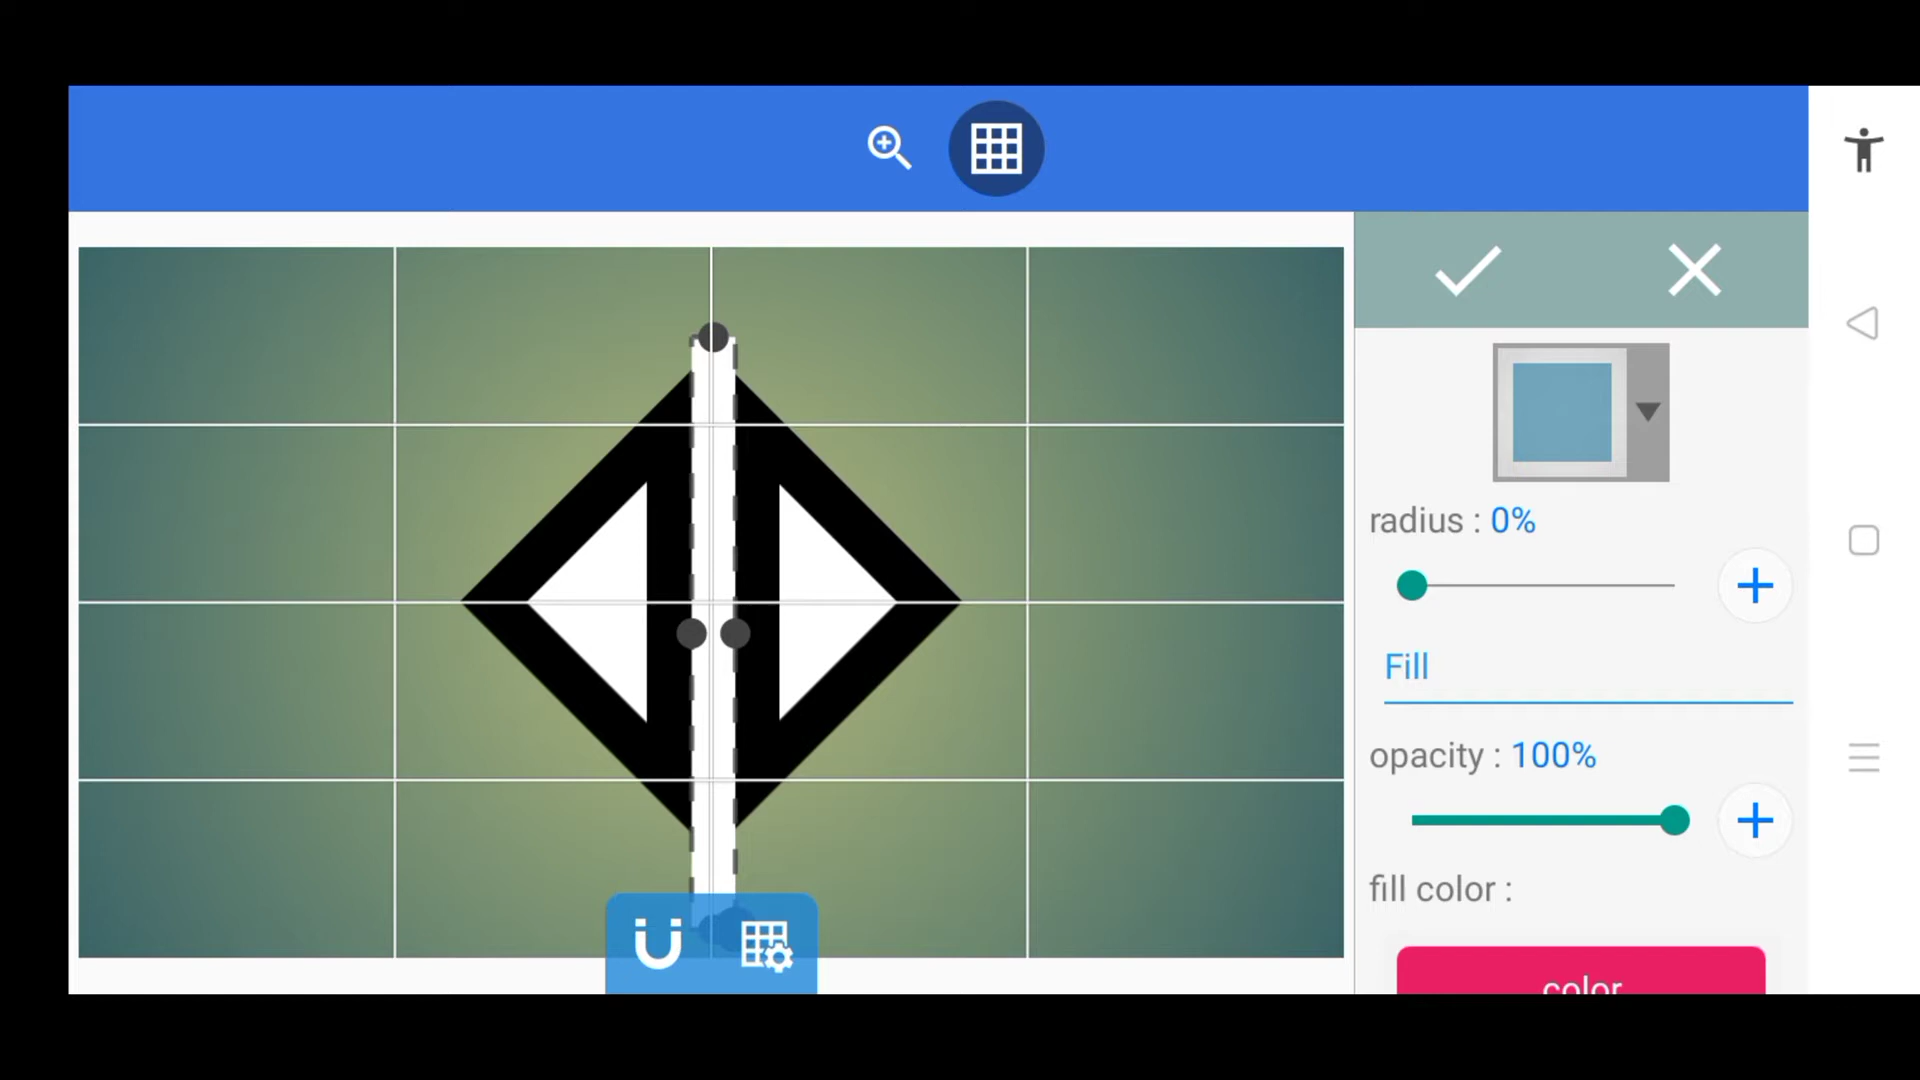 radius : 0%
Fill
opacity : 100%
fill color :
color